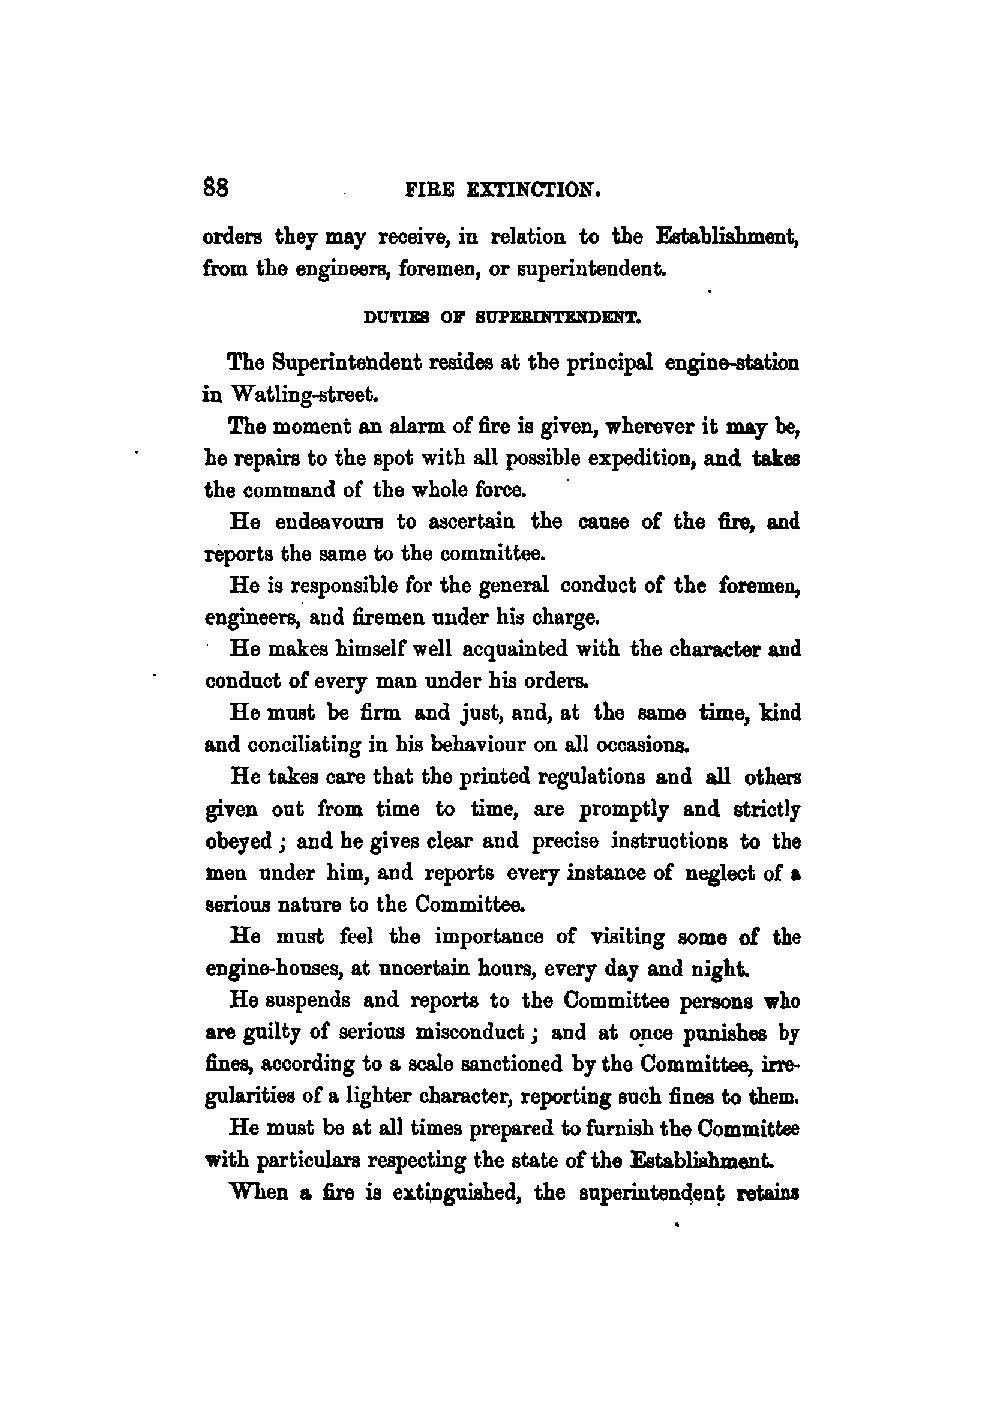 88 FIRE EXTINCTION.
orders they may receive, in relation to the Establishment,
from the engineers, foremen, or superintendent.
DUTIES OF SUPERINTENDENT.
The Superintendent resides at the principal engine-station
in Watling-street.
The moment an alarm of fire is given, wherever it may be,
he repairs to the spot with all possible expedition, and takes
the command of the whole force.
He endeavours to ascertain the cause of the fire, and
reports the same to the committee.
He is responsible for the general conduct of the foremen,
engineers, and firemen under his charge.
He makes himself well acquainted with the character and
conduct of every man under his orders.
He must be firm and just, and, at the same time, kind
and conciliating in his behaviour on all occasions.
He takes care that the printed regulations and all others
given out from time to time, are promptly and strictly
obeyed ; and he gives clear and precise instructions to the
men under him, and reports every instance of neglect of a
serious nature to the Committee.
He must feel the importance of visiting some of the
engine-houses, at uncertain hours, every day and night.
He suspends and reports to the Committee persons who
are guilty of serious misconduct ; and at once punishes by
fines, according to a scale sanctioned by the Committee, irre-
gularities of a lighter character, reporting such fines to them.
He must be at all times prepared to furnish the Committee
with particulars respecting the state of the Establishment.
When a fire is extinguished, the superintendent retains